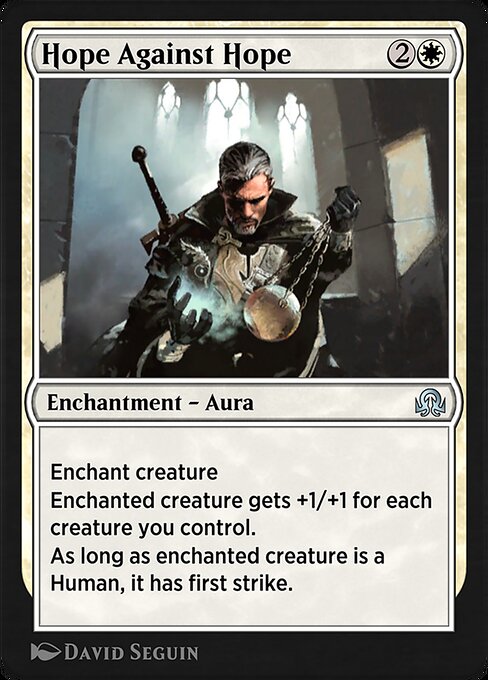 Hope Against Hope 2
Enchantment – Aura
Enchant creature
Enchanted creature gets +1/+1 for each
creature you control.
As long as enchanted creature is a
Human, it has first strike.
David Seguin